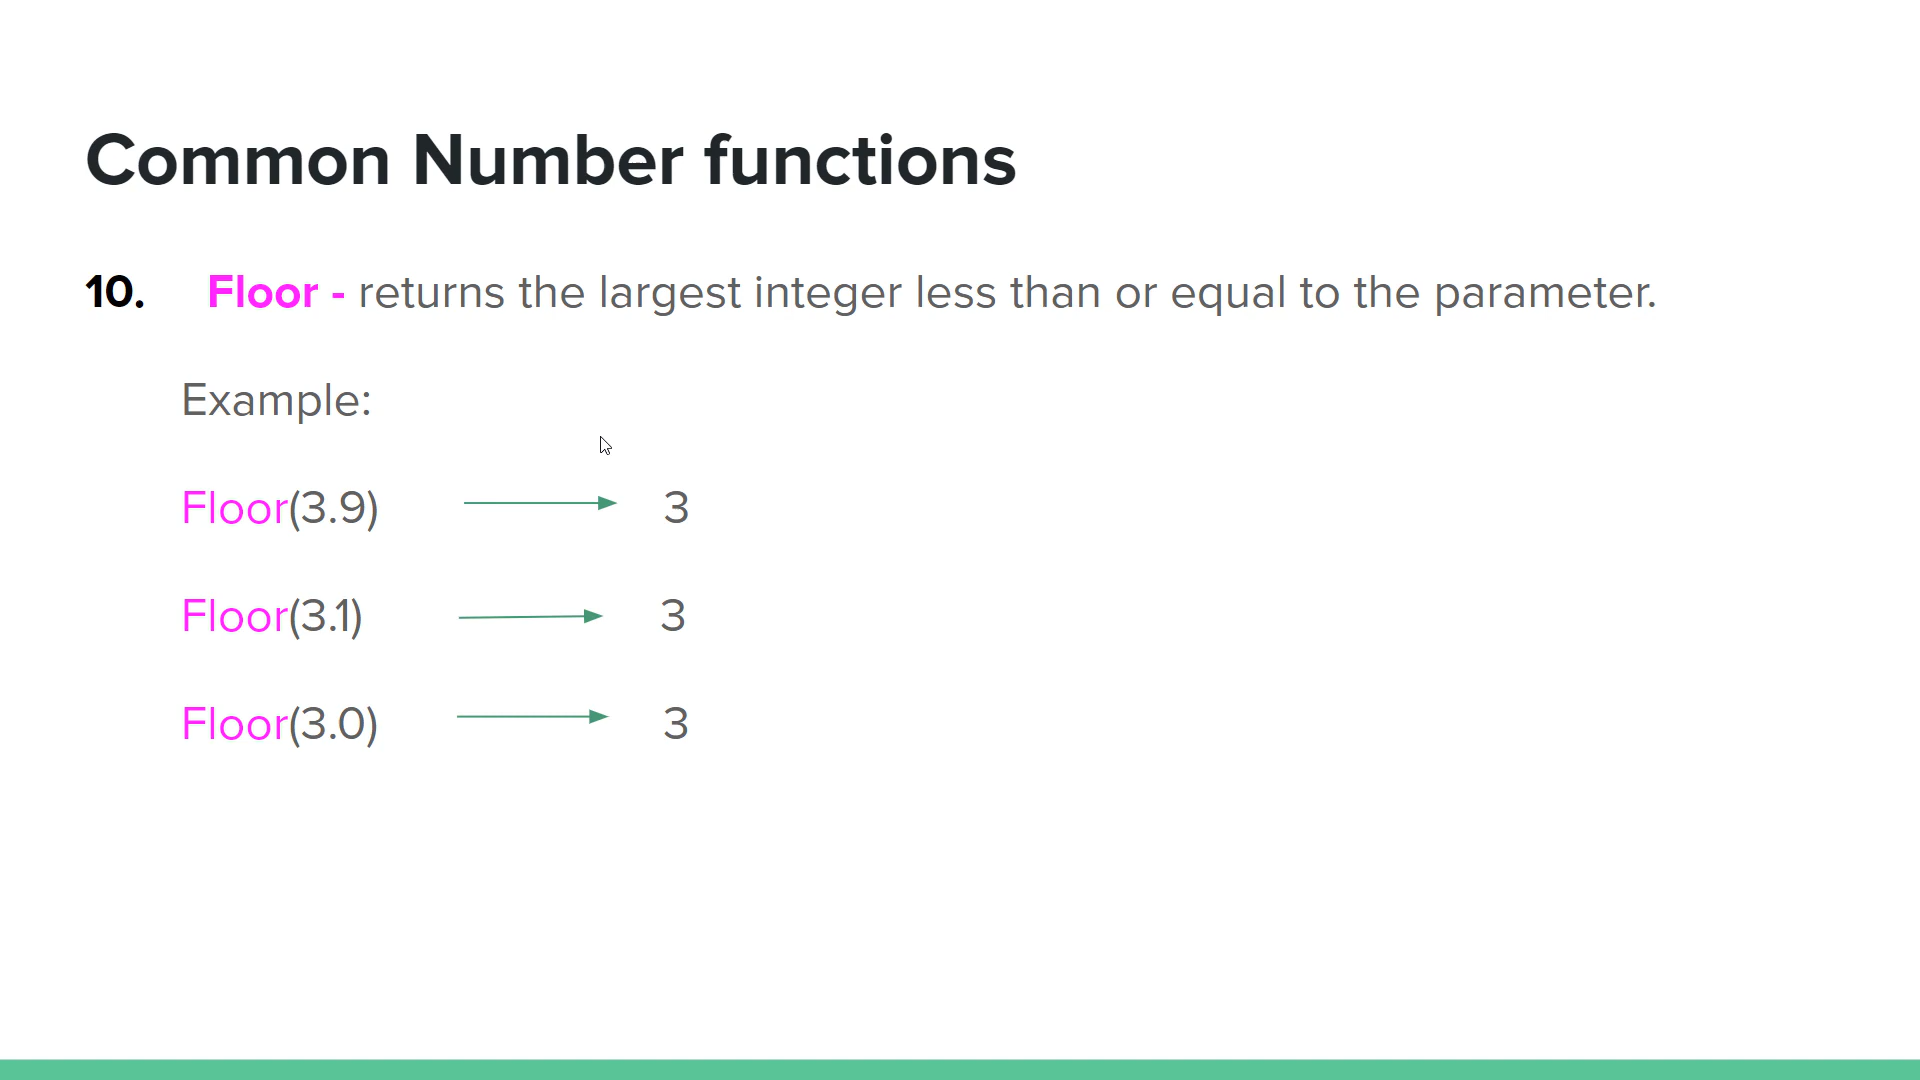 Common Number functions
10. Floor - returns the largest integer less than or equal to the parameter.
Example:
Floor(3.9) 3
Floor(3.1) 3
Floor(3.0) 3